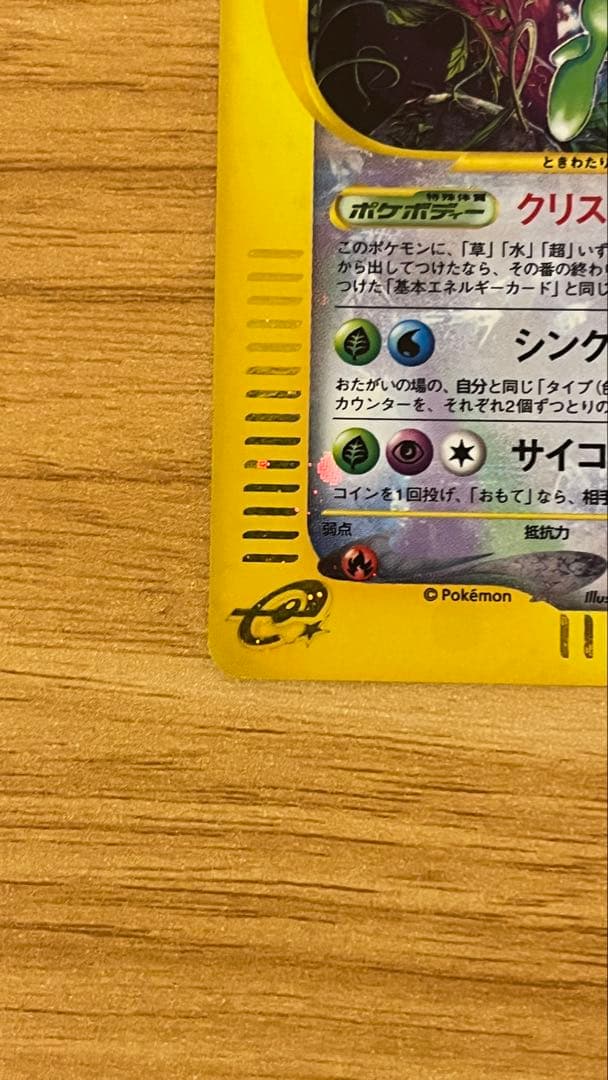 ときわたり
特殊体質
ポケボディー クリス
このポケモンに、「草」「水」「超」いず
から出してつけたなら、その番の終わり
つけた「基本エネルギーカード」と同じ
シンク
おたがいの場の、自分と同じ「タイプ(色
カウンターを、それぞれ2個ずつとりの
サイコ
コインを1回投げ、「おもて」なら、相手
弱点 抵抗力
©Pokémon Illus
e